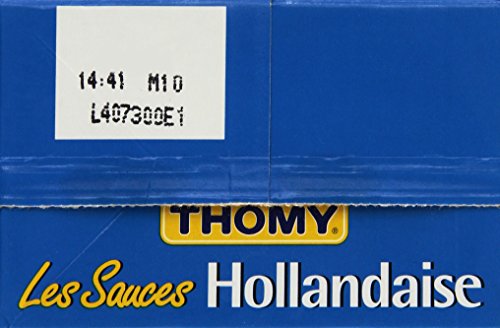 14:41 M10
L407300E1
THOMY®
Les Sauces Hollandaise